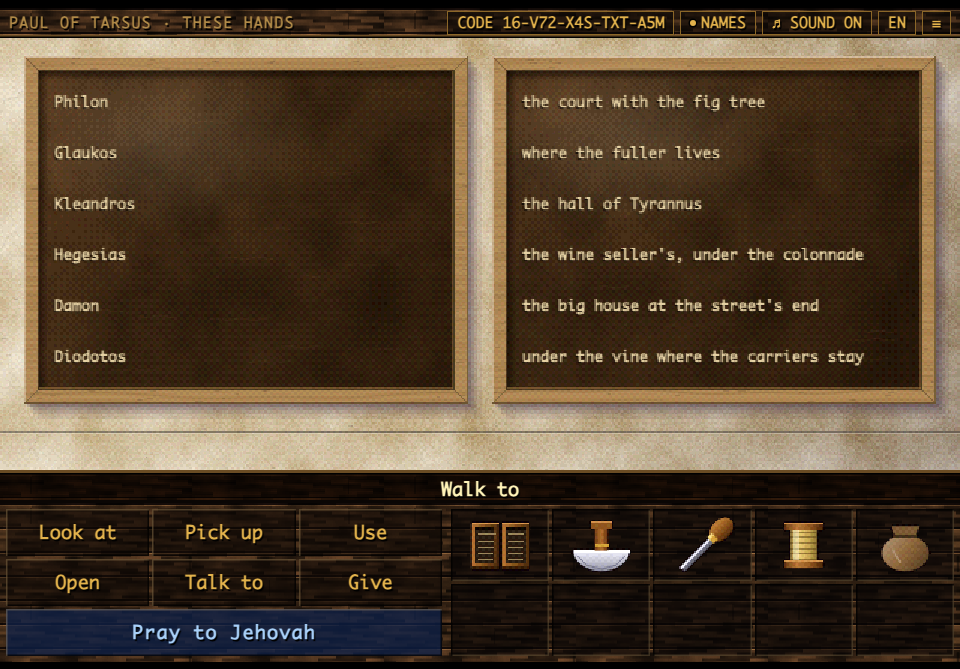 PAUL OF TARSUS · THESE HANDS
CODE 16-V72-X4S-TXT-A5M
• NAMES
♬ SOUND ON
EN
≡
Philon
Glaukos
Kleandros
Hegesias
Damon
Diodotos
the court with the fig tree
where the fuller lives
the hall of Tyrannus
the wine seller's, under the colonnade
the big house at the street's end
under the vine where the carriers stay
Walk to
Look at
Pick up
Use
Open
Talk to
Give
Pray to Jehovah